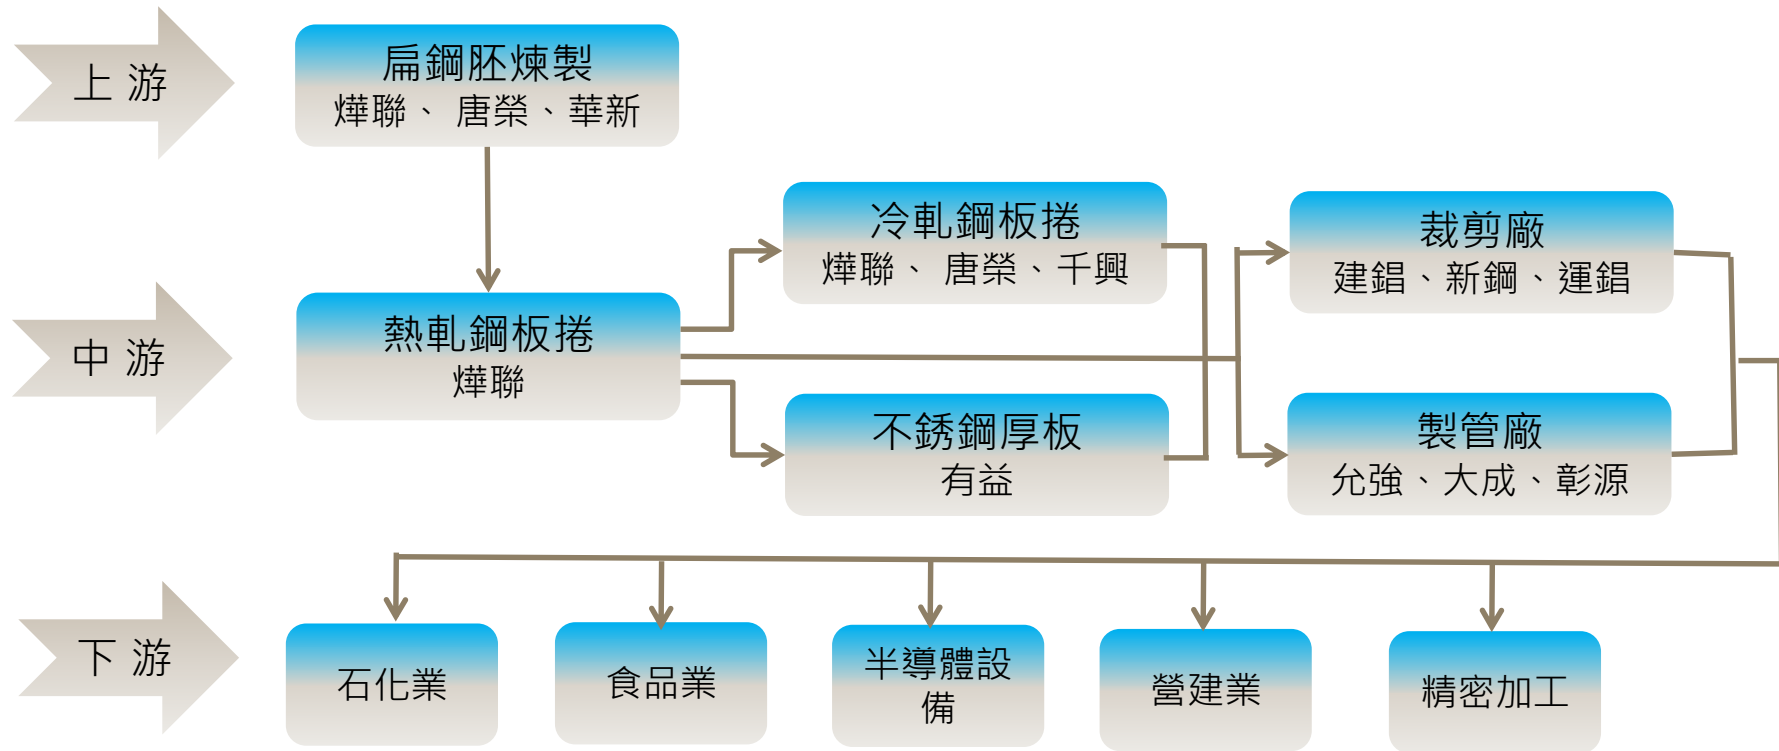 上 游
扁鋼胚煉製
燁聯、 唐榮、華新
冷軋鋼板捲
燁聯、 唐榮、千興
裁剪廠
建錩、新鋼、運錩
中 游
熱軋鋼板捲
燁聯
不銹鋼厚板
有益
製管廠
允強、大成、彰源
下 游
石化業
食品業
半導體設
備
營建業
精密加工